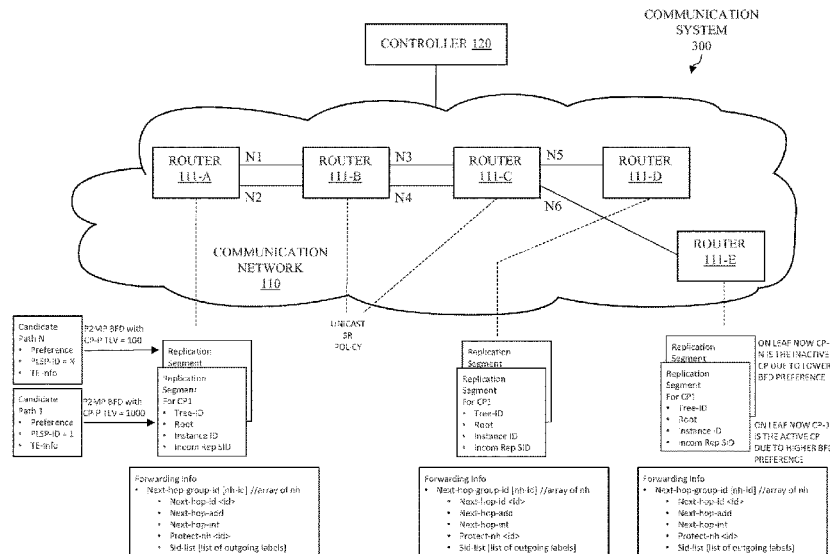 COMMUNICATION
SYSTEM
300
CONTROLLER 120
ROUTER
111-A
N1
N2
ROUTER
111-B
N3
N4
ROUTER
111-C
N5
N6
ROUTER
111-D
ROUTER
111-E
COMMUNICATION
NETWORK
110
UNICAST
SR
POLICY
Candidate
Path N
• Preference
• PLSP-ID = N
• TE-info
P2MP BFD with
CP-P TLV = 100
Candidate
Path 1
• Preference
• PLSP-ID = 1
• TE-info
P2MP BFD with
CP-P TLV = 1000
Replication
Segment
Replication
Segment
For CP1
• Tree-ID
• Root
• Instance ID
• Incom Rep SID
Replication
Segment
Replication
Segment
For CP1
• Tree-ID
• Root
• Instance ID
• Incom Rep SID
Replication
Segment
Replication
Segment
For CP1
• Tree-ID
• Root
• Instance ID
• Incom Rep SID
ON LEAF NOW CP-
N IS THE INACTIVE
CP DUE TO LOWER
BFD PREFERENCE
ON LEAF NOW CP-1
IS THE ACTIVE CP
DUE TO HIGHER BFD
PREFERENCE
Forwarding Info
• Next-hop-group-id [nh-id] //array of nh
• Next-hop-id <id>
• Next-hop-add
• Next-hop-int
• Protect-nh <id>
• Sid-list [list of outgoing labels]
Forwarding Info
• Next-hop-group-id [nh-id] //array of nh
• Next-hop-id <id>
• Next-hop-add
• Next-hop-int
• Protect-nh <id>
• Sid-list [list of outgoing labels]
Forwarding Info
• Next-hop-group-id [nh-id] //array of nh
• Next-hop-id <id>
• Next-hop-add
• Next-hop-int
• Protect-nh <id>
• Sid-list [list of outgoing labels]